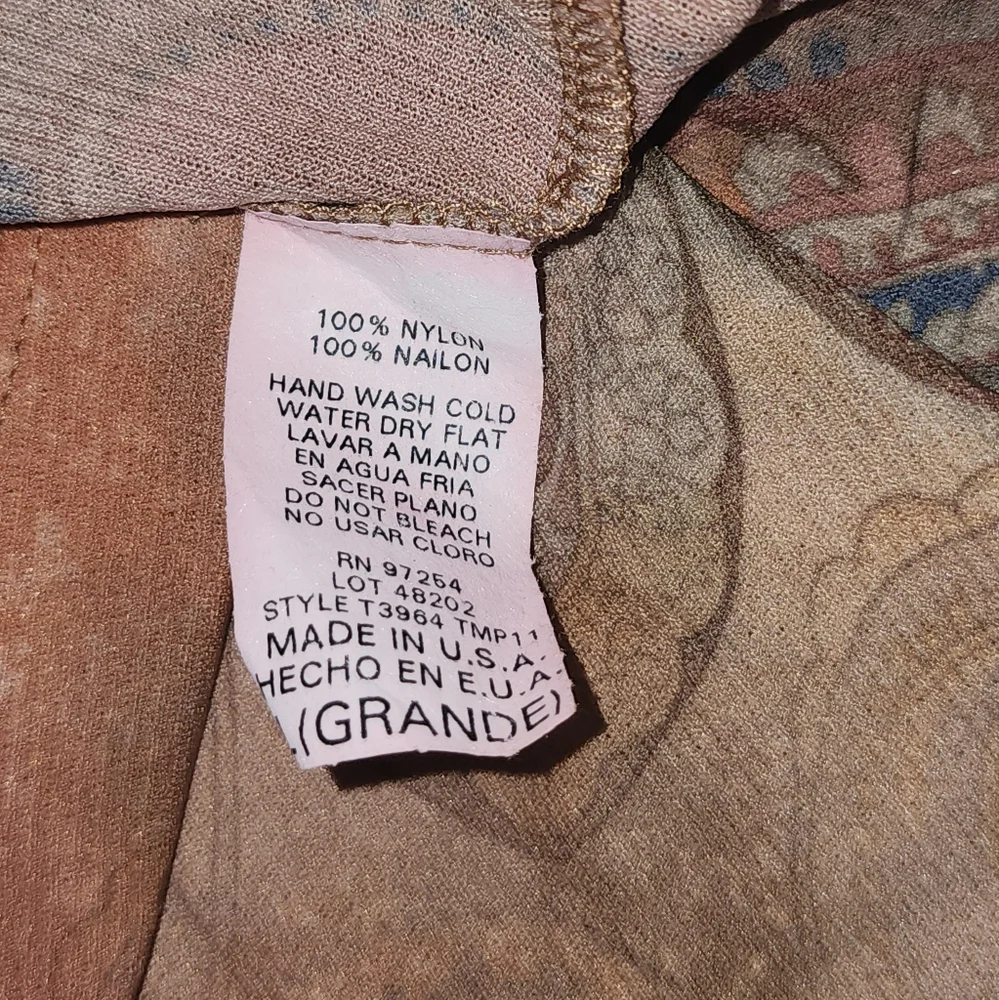 100% NYLON
100% NAILON
HAND WASH COLD
WATER DRY FLAT
LAVAR A MANO
EN AGUA FRIA
SACER PLANO
DO NOT BLEACH
NO USAR CLORO
RN 97264
LOT 48202
STYLE T3964 TMP11
MADE IN U.S.A.
HECHO EN E.U.A.
L(GRANDE)